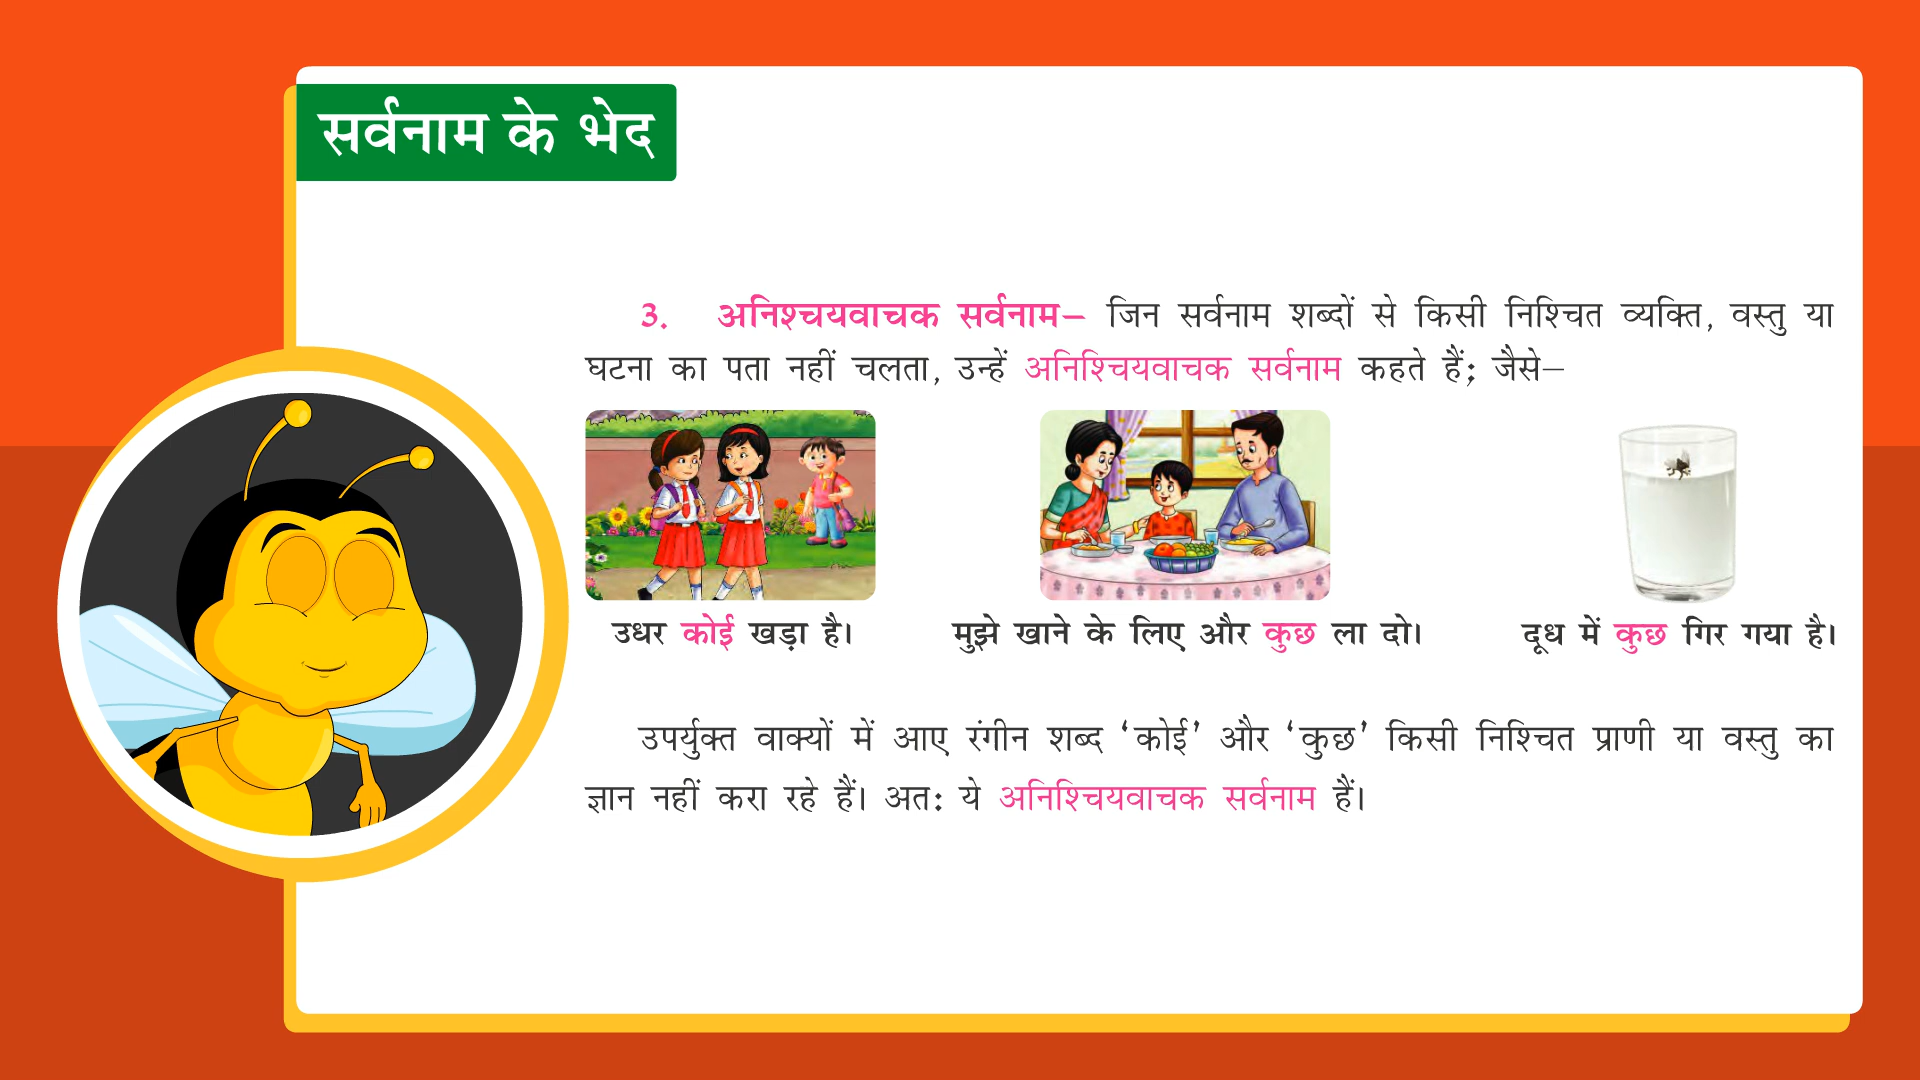 सर्वनाम के भेद
3. अनिश्चयवाचक सर्वनाम– जिन सर्वनाम शब्दों से किसी निश्चित व्यक्ति, वस्तु या
घटना का पता नहीं चलता, उन्हें अनिश्चियवाचक सर्वनाम कहते हैं; जैसे–
उधर कोई खड़ा है।
मुझे खाने के लिए और कुछ ला दो।
दूध में कुछ गिर गया है।
उपर्युक्त वाक्यों में आए रंगीन शब्द ‘कोई’ और ‘कुछ’ किसी निश्चित प्राणी या वस्तु का
ज्ञान नहीं करा रहे हैं। अत: ये अनिश्चियवाचक सर्वनाम हैं।